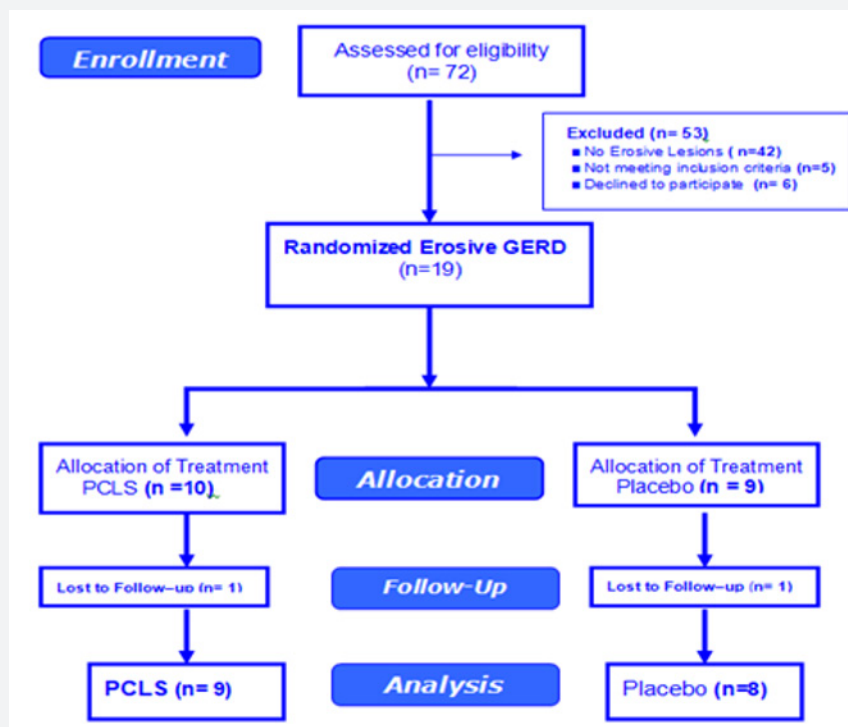 Enrollment
Assessed for eligibility
(n= 72)
Excluded (n= 53)
■ No Erosive Lesions ( n=42)
■ Not meeting inclusion criteria (n=5)
■ Declined to participate (n= 6)
Randomized Erosive GERD
(n=19)
Allocation of Treatment
PCLS (n =10)
Allocation
Allocation of Treatment
Placebo (n = 9)
Lost to Follow-up (n= 1)
Follow-Up
Lost to Follow-up (n= 1)
PCLS (n= 9)
Analysis
Placebo (n=8)